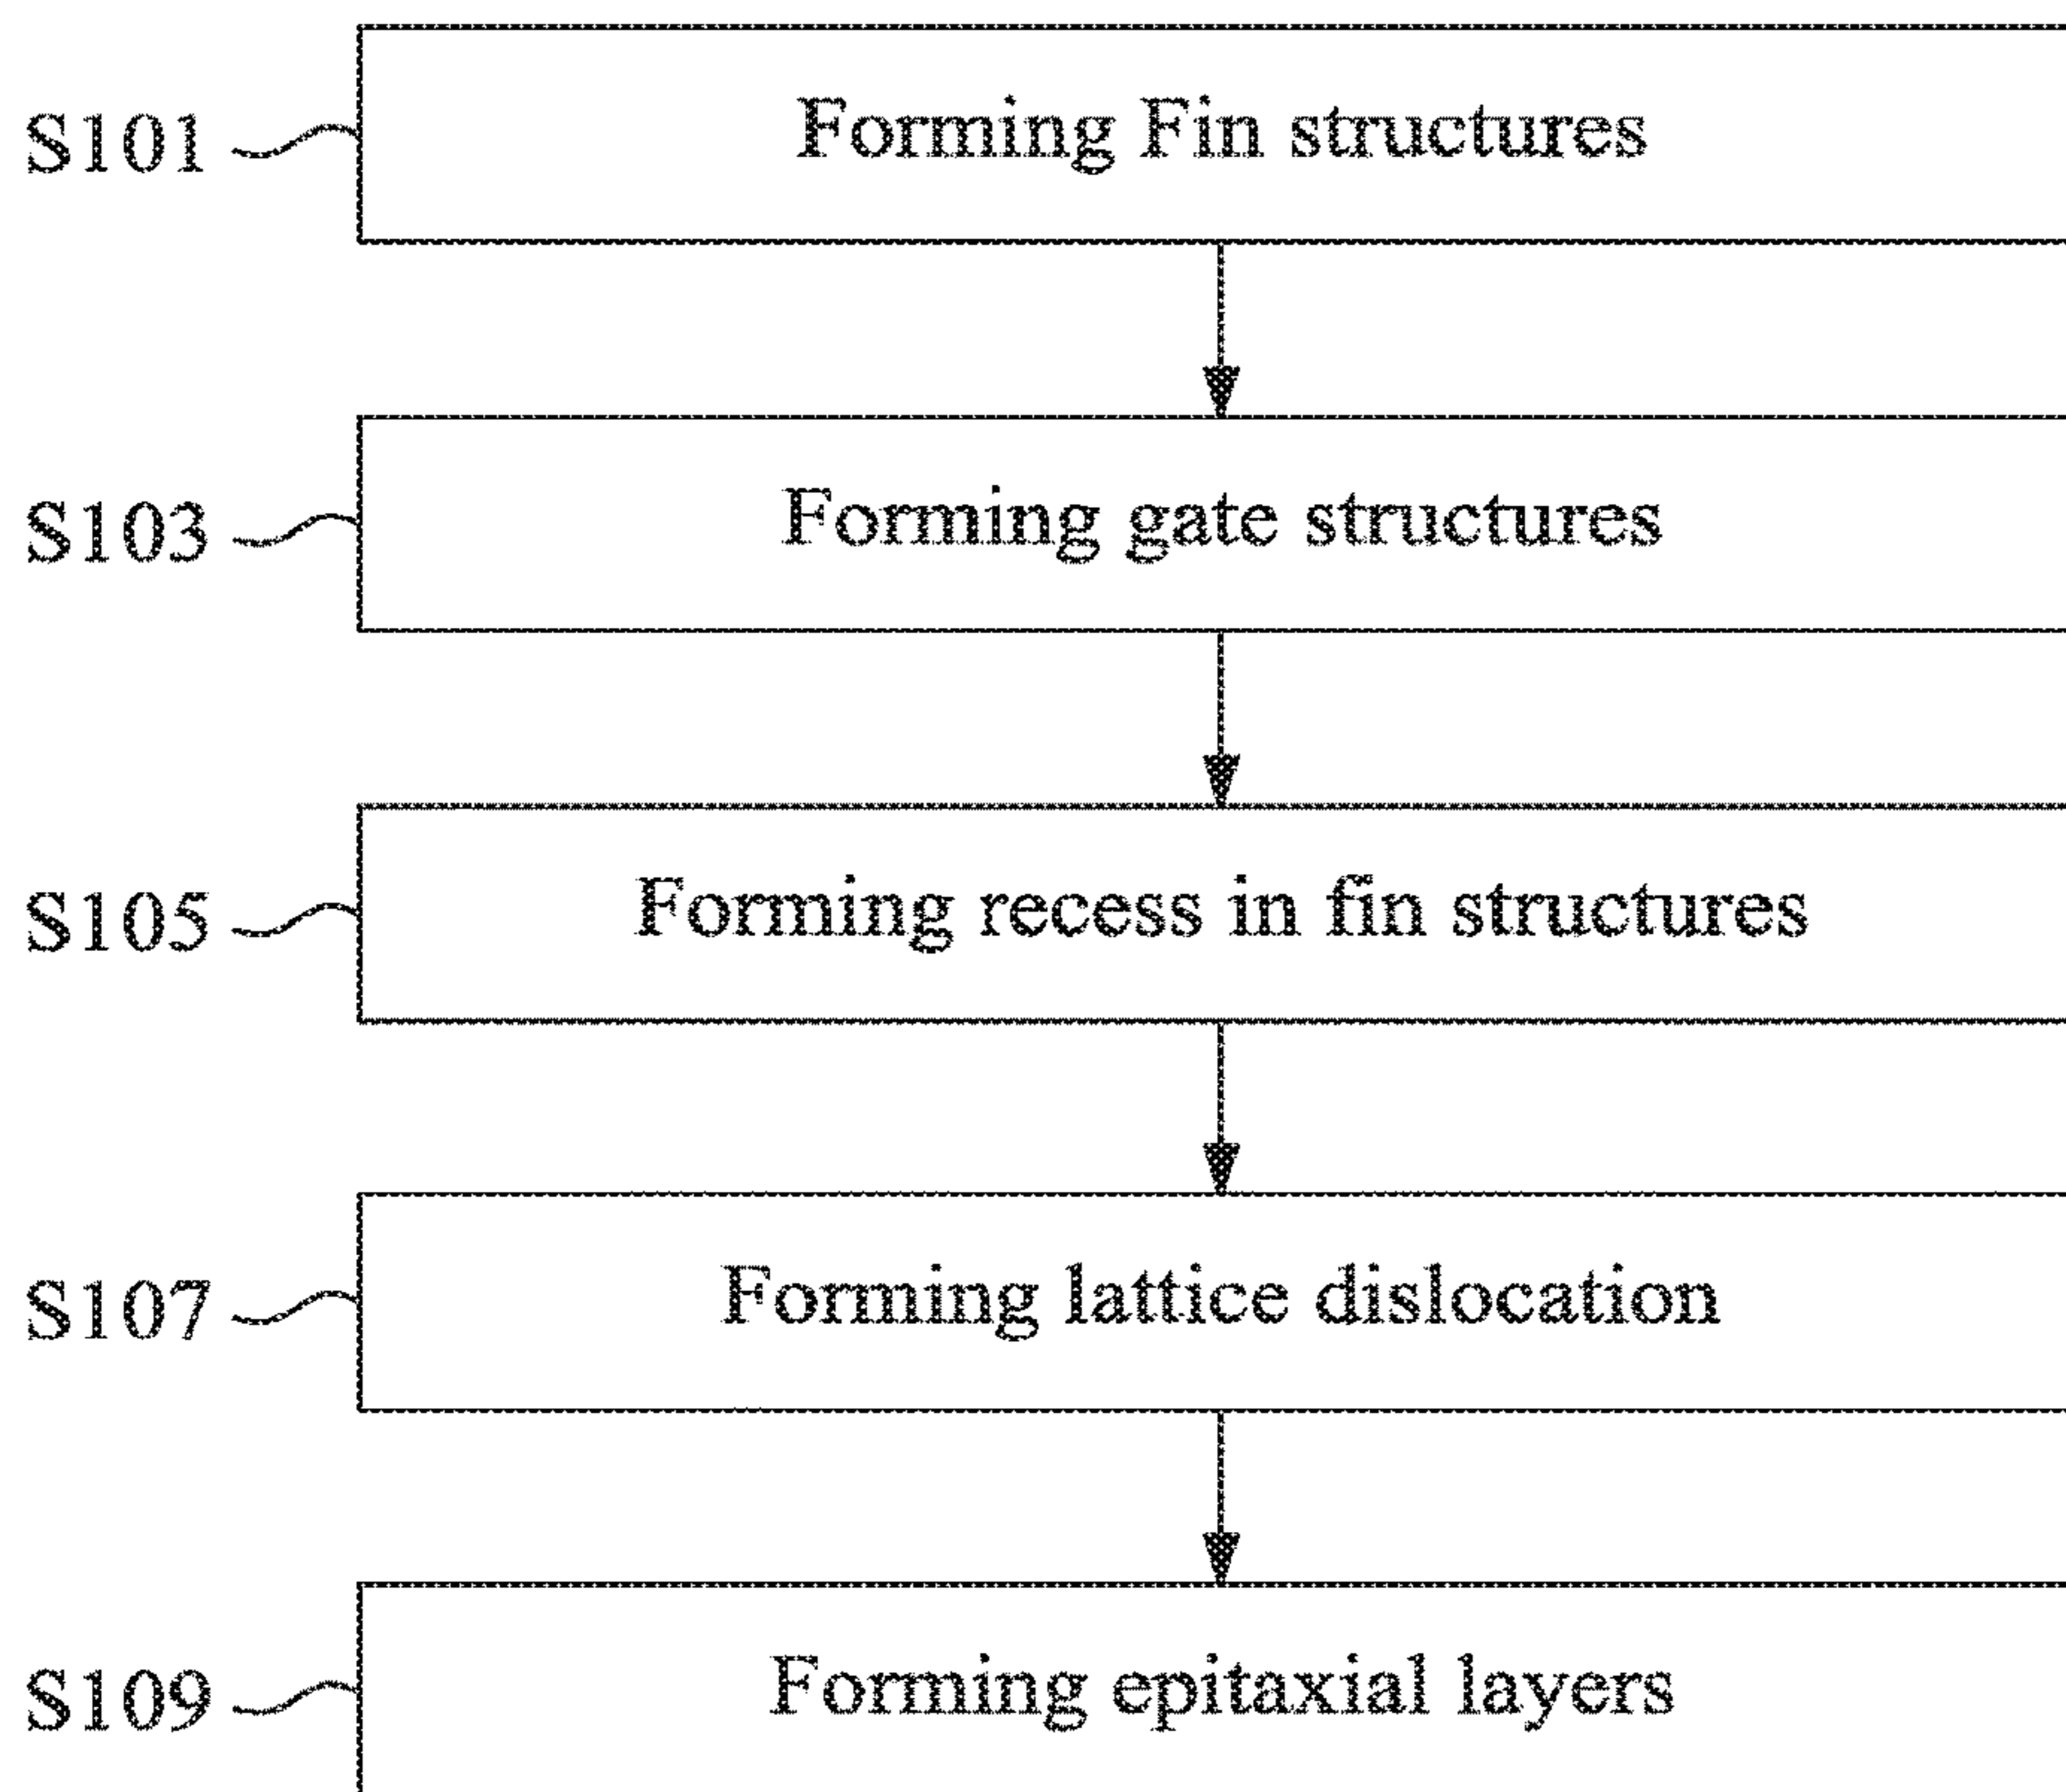 S101 Forming Fin structures
S103 Forming gate structures
S105 Forming recess in fin structures
S107 Forming lattice dislocation
S109 Forming epitaxial layers